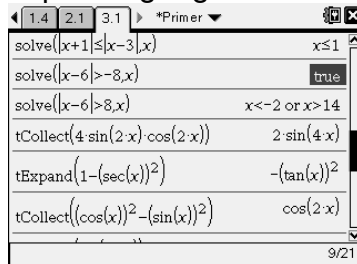 1.4 2.1 3.1 *Primer
solve(|x+1|≤|x-3|,x) x≤1
solve(|x-6|>-8,x) true
solve(|x-6|>8,x) x<-2 or x>14
tCollect(4·sin(2·x)·cos(2·x)) 2·sin(4·x)
tExpand(1-(sec(x))²) -(tan(x))²
tCollect((cos(x))²-(sin(x))²) cos(2·x)
9/21